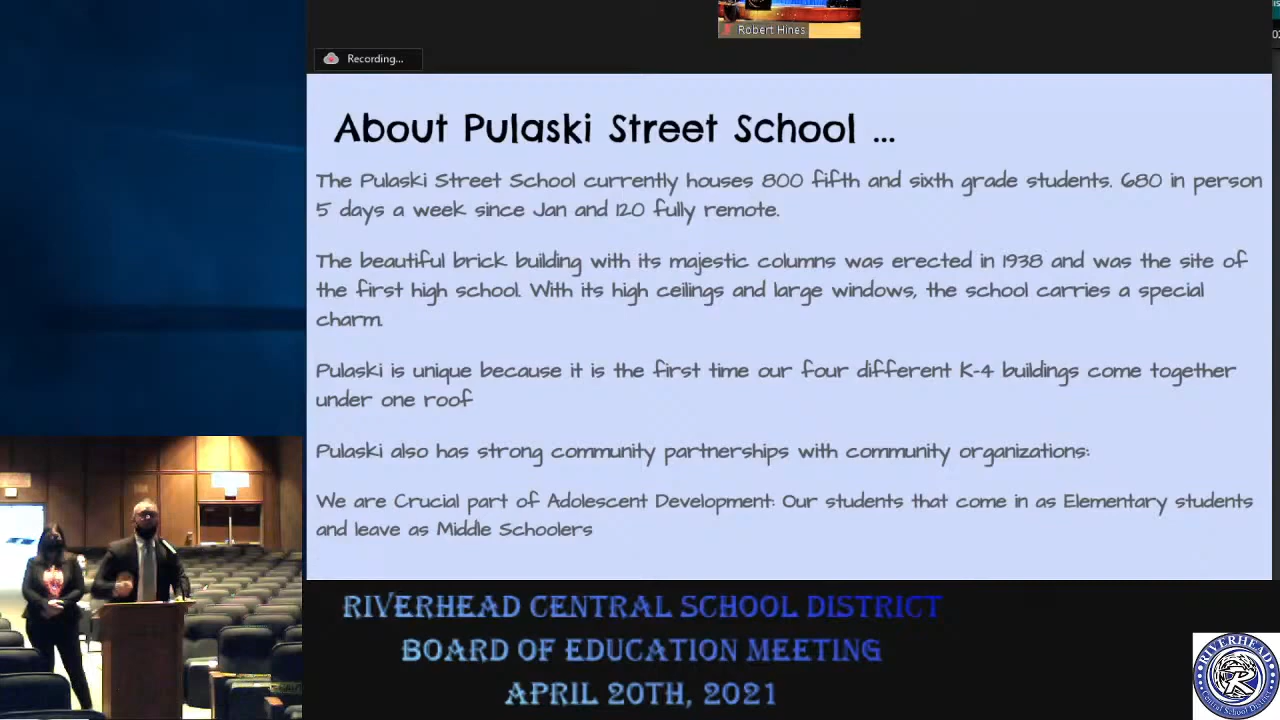 Robert Hines
Recording...
About Pulaski Street School ...
The Pulaski Street School currently houses 800 fifth and sixth grade students. 680 in person
5 days a week since Jan and 120 fully remote.
The beautiful brick building with its majestic columns was erected in 1938 and was the site of
the first high school. With its high ceilings and large windows, the school carries a special
charm.
Pulaski is unique because it is the first time our four different K-4 buildings come together
under one roof
Pulaski also has strong community partnerships with community organizations:
We are Crucial part of Adolescent Development: Our students that come in as Elementary students
and leave as Middle Schoolers
RIVERHEAD CENTRAL SCHOOL DISTRICT
BOARD OF EDUCATION MEETING
APRIL 20TH, 2021
RIVERHEAD
R
Central School District